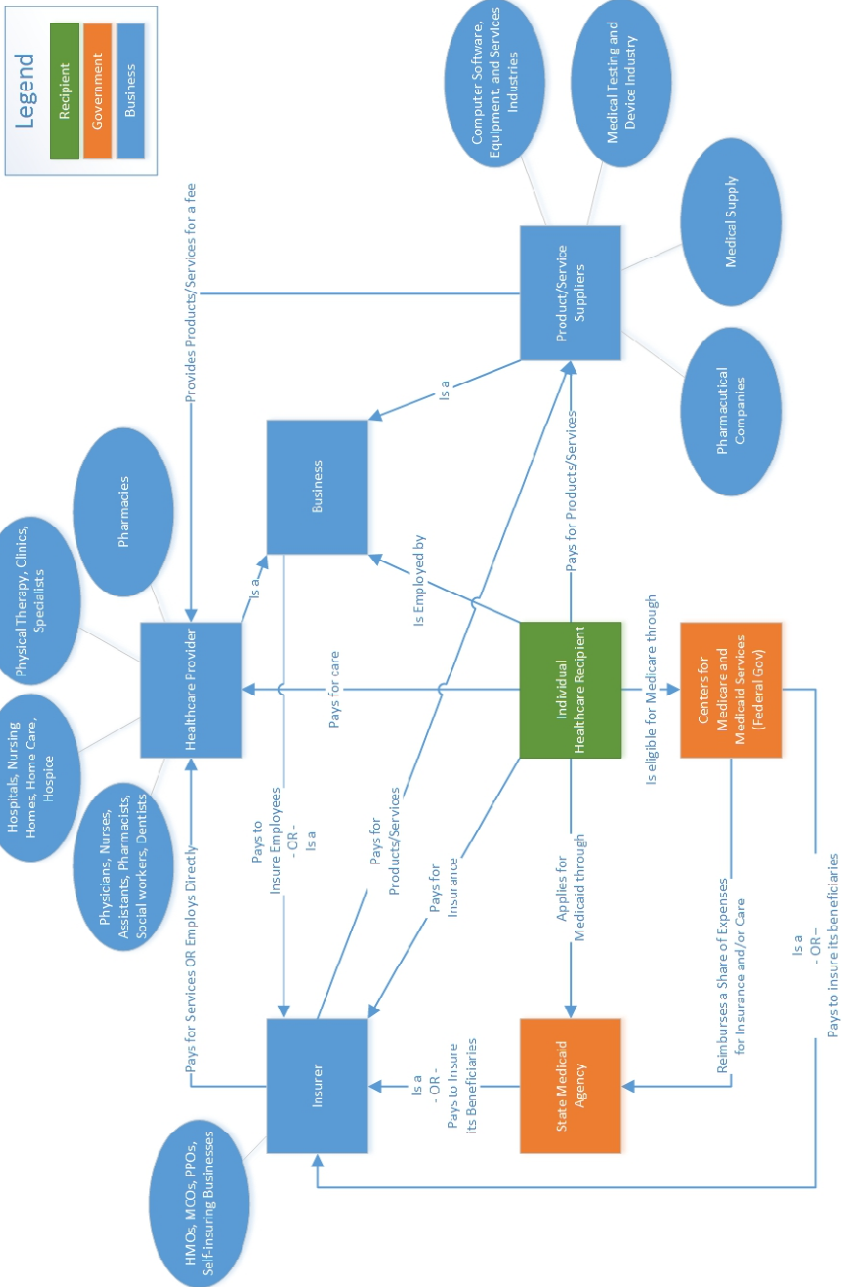 Legend
Recipient
Government
Business
HMOs, MCOs, PPOs,
Self-insuring Businesses
Physicians, Nurses,
Assistants, Pharmacists,
Social workers, Dentists
Hospitals, Nursing
Homes, Home Care,
Hospice
Physical Therapy, Clinics,
Specialists
Pharmacies
Pays for Services OR Employs Directly
Healthcare Provider
Provides Products/Services for a fee
Is a
Insurer
Pays to
Insure Employees
- OR -
Is a
Business
Pays for care
Pays for
Products/Services
Is Employed by
Is a
Pays for
Insurance
Is a
- OR -
Pays to Insure
its Beneficiaries
State Medicaid
Agency
Applies for
Medicaid through
Individual
Healthcare Recipient
Pays for Products/Services
Product/Service
Suppliers
Computer Software,
Equipment, and Services
Industries
Medical Testing and
Device Industry
Medical Supply
Pharmacutical
Companies
Is eligible for Medicare through
Centers for
Medicare and
Medicaid Services
(Federal Gov)
Reimburses a Share of Expenses
for Insurance and/or Care
Is a
- OR –
Pays to insure its beneficiaries